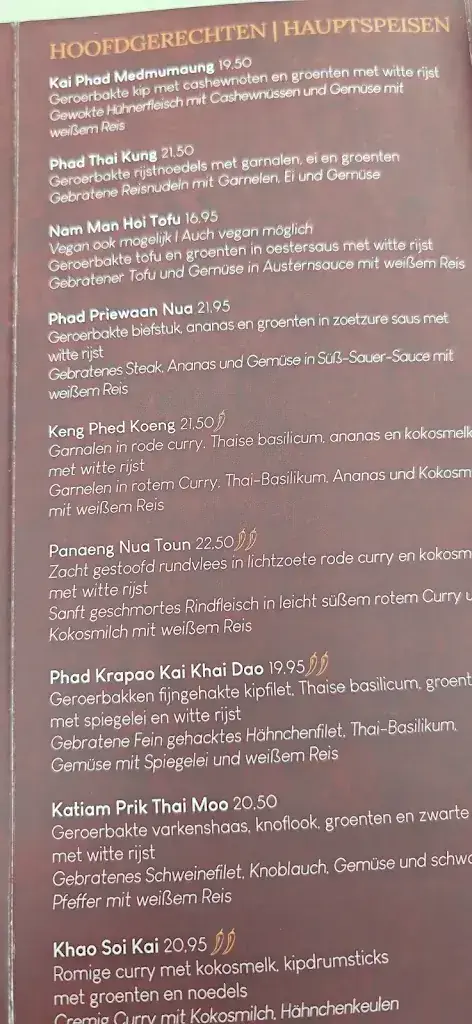 HOOFDGERECHTEN | HAUPTSPEISEN
Kai Phad Medmumaung 19,50
Geroerbakte kip met cashewnoten en groenten met witte rijst
Gewokte Hühnerfleisch mit Cashewnüssen und Gemüse mit
weißem Reis
Phad Thai Kung 21,50
Geroerbakte rijstnoedels met garnalen, ei en groenten
Gebratene Reisnudeln mit Garnelen, Ei und Gemüse
Nam Man Hoi Tofu 16,95
Vegan ook mogelijk | Auch vegan möglich
Geroerbakte tofu en groenten in oestersaus met witte rijst
Gebratener Tofu und Gemüse in Austernsauce mit weißem Reis
Phad Priewaan Nua 21,95
Geroerbakte biefstuk, ananas en groenten in zoetzure saus met
witte rijst
Gebratenes Steak, Ananas und Gemüse in Süß-Sauer-Sauce mit
weißem Reis
Keng Phed Koeng 21,50
Garnalen in rode curry, Thaise basilicum, ananas en kokosmelk
met witte rijst
Garnelen in rotem Curry, Thai-Basilikum, Ananas und Kokosm
mit weißem Reis
Panaeng Nua Toun 22,50
Zacht gestoofd rundvlees in lichtzoete rode curry en kokosm
met witte rijst
Sanft geschmortes Rindfleisch in leicht süßem rotem Curry u
Kokosmilch mit weißem Reis
Phad Krapao Kai Khai Dao 19,95
Geroerbakken fijngehakte kipfilet, Thaise basilicum, groent
met spiegelei en witte rijst
Gebratene Fein gehacktes Hähnchenfilet, Thai-Basilikum,
Gemüse mit Spiegelei und weißem Reis
Katiam Prik Thai Moo 20,50
Geroerbakte varkenshaas, knoflook, groenten en zwarte
met witte rijst
Gebratenes Schweinefilet, Knoblauch, Gemüse und schwa
Pfeffer mit weißem Reis
Khao Soi Kai 20,95
Romige curry met kokosmelk, kipdrumsticks
met groenten en noedels
Cremig Curry mit Kokosmilch, Hähnchenkeulen